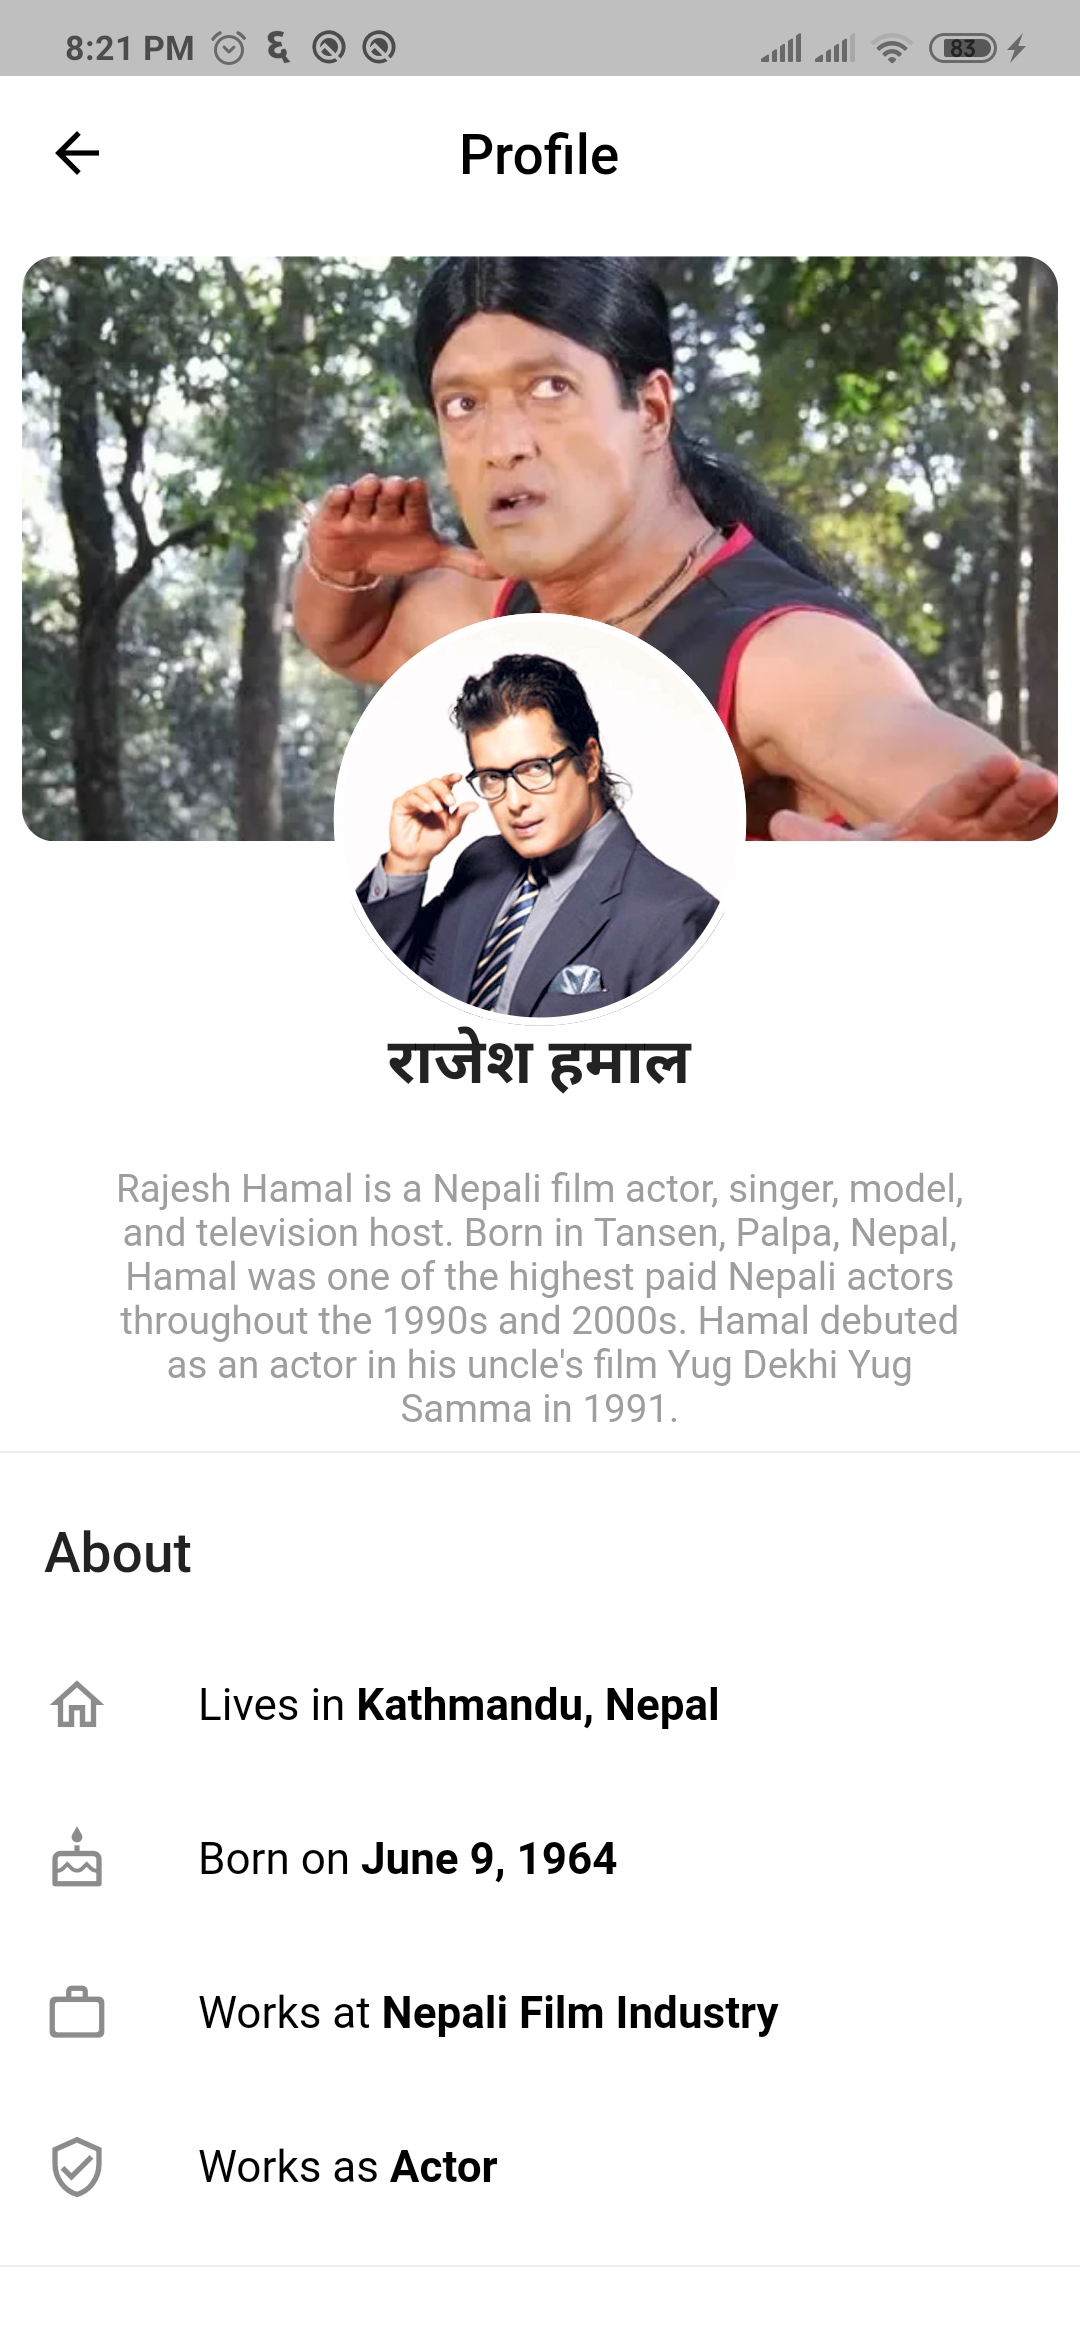 8:21 PM ६ 83
Profile
राजेश हमाल
Rajesh Hamal is a Nepali film actor, singer, model,
and television host. Born in Tansen, Palpa, Nepal,
Hamal was one of the highest paid Nepali actors
throughout the 1990s and 2000s. Hamal debuted
as an actor in his uncle's film Yug Dekhi Yug
Samma in 1991.
About
Lives in Kathmandu, Nepal
Born on June 9, 1964
Works at Nepali Film Industry
Works as Actor